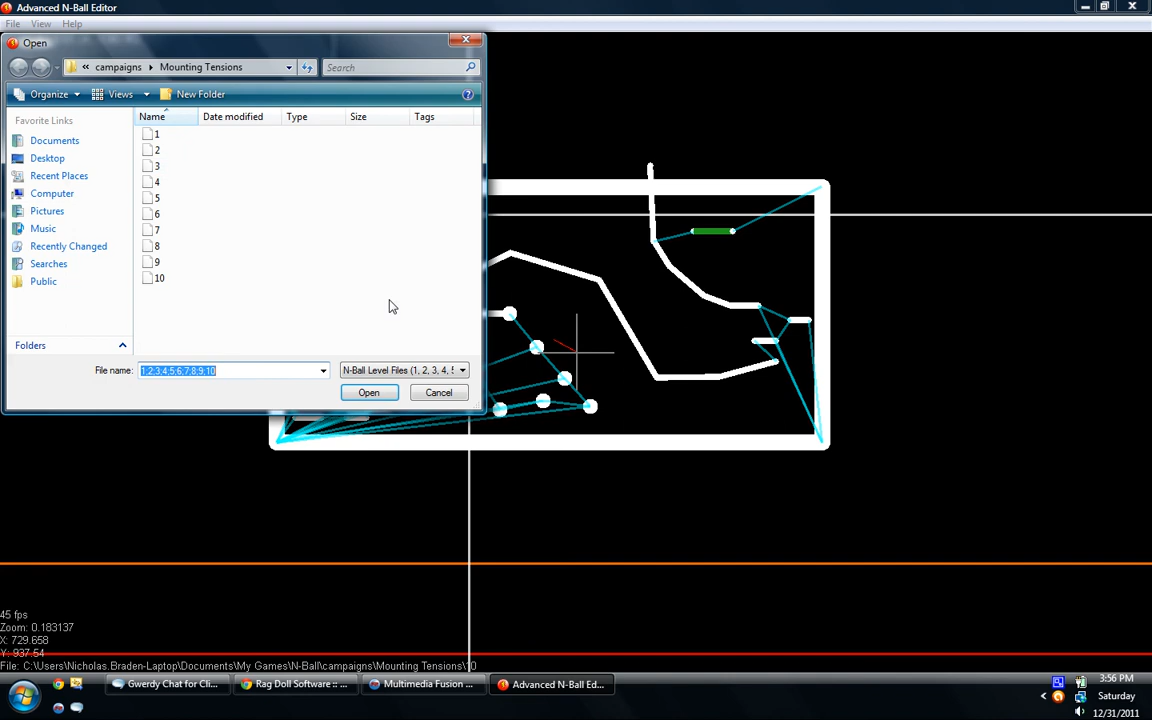 Advanced N-Ball Editor
File View Help
Open
« campaigns Mounting Tensions Search
Organize Views New Folder
Favorite Links
Documents
Desktop
Recent Places
Computer
Pictures
Music
Recently Changed
Searches
Public
Folders
Name Date modified Type Size Tags
1
2
3
4
5
6
7
8
9
10
File name: 1;2;3;4;5;6;7;8;9;10 N-Ball Level Files (1, 2, 3, 4, 5
Open Cancel
45 fps
Zoom: 0.183137
X: 729.658
Y: 937.54
File: C:\Users\Nicholas.Braden-Laptop\Documents\My Games\N-Ball\campaigns\Mounting Tensions\10
Gwerdy Chat for Cli... Rag Doll Software :: ... Multimedia Fusion ... Advanced N-Ball Ed...
3:56 PM
Saturday
12/31/2011